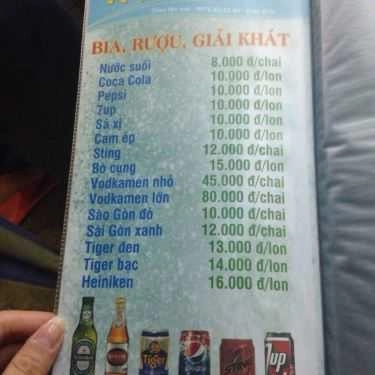 BIA, RƯỢU, GIẢI KHÁT
Nước suối 8.000 đ/chai
Coca Cola 10.000 đ/lon
Pepsi 10.000 đ/lon
7up 10.000 đ/lon
Sá xị 10.000 đ/lon
Cam ép 10.000 đ/lon
Sting 12.000 đ/chai
Bò cụng 15.000 đ/lon
Vodkamen nhỏ 45.000 đ/chai
Vodkamen lớn 80.000 đ/chai
Sào Gòn đỏ 10.000 đ/chai
Sài Gòn xanh 12.000 đ/chai
Tiger đen 13.000 đ/lon
Tiger bạc 14.000 đ/lon
Heiniken 16.000 đ/lon
Tiger
pepsi
7up